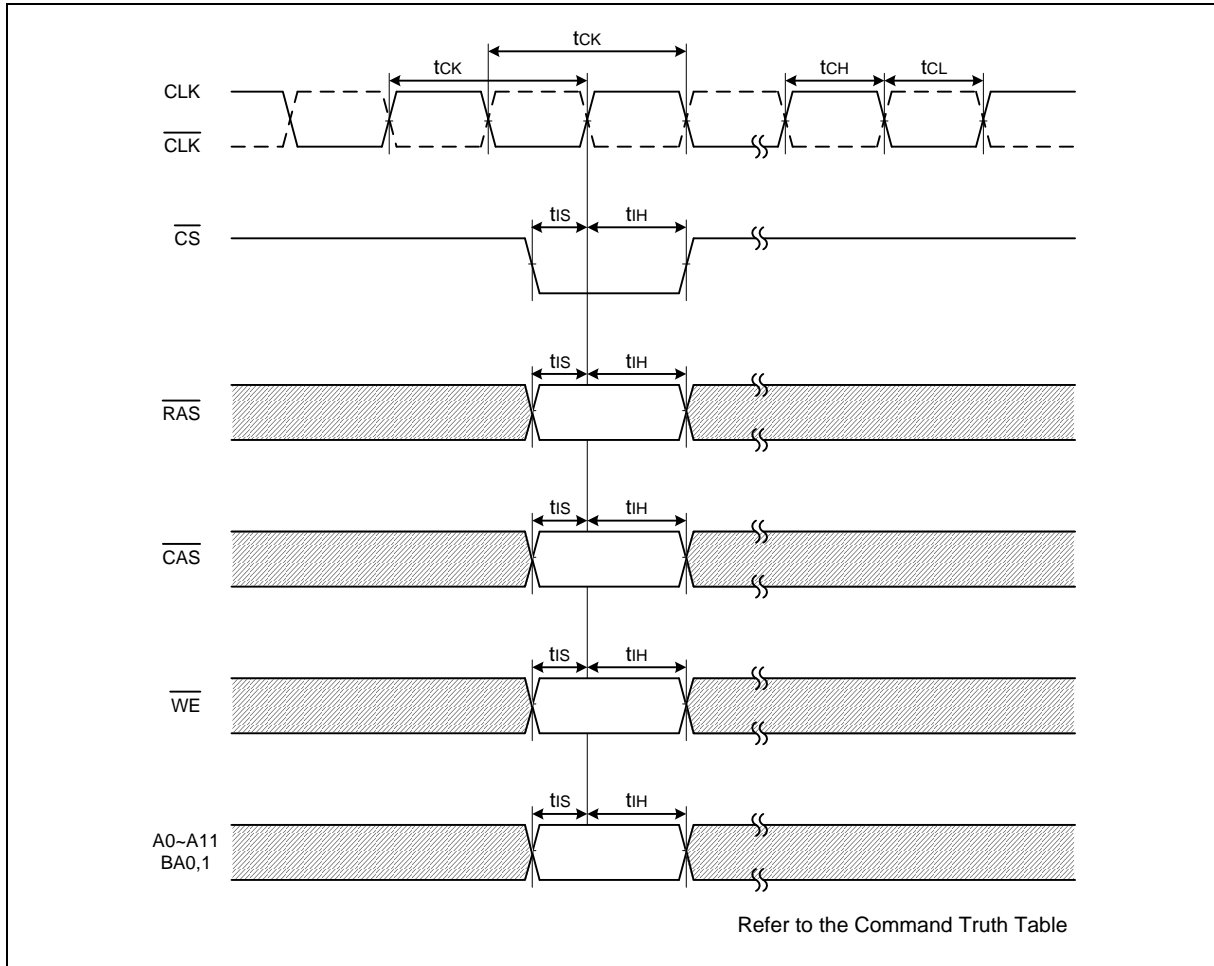 tCK
tCK
tCH
tCL
CLK
CLK
tIS
tIH
CS
tIS
tIH
RAS
tIS
tIH
CAS
tIS
tIH
WE
tIS
tIH
A0~A11
BA0,1
Refer to the Command Truth Table